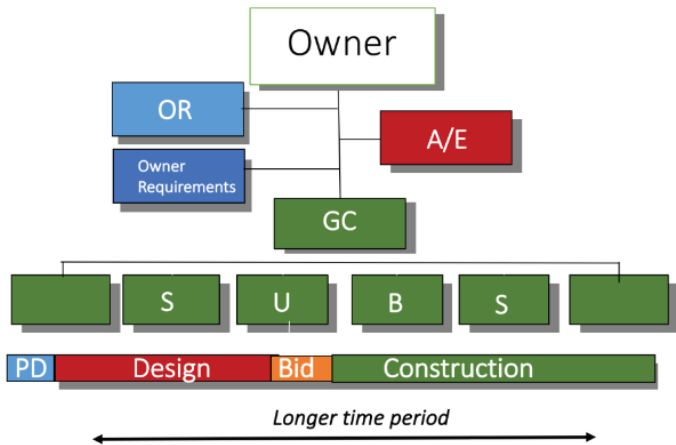 Owner
OR
A/E
Owner
Requirements
GC
S
U
B
S
PD
Design
Bid
Construction
Longer time period